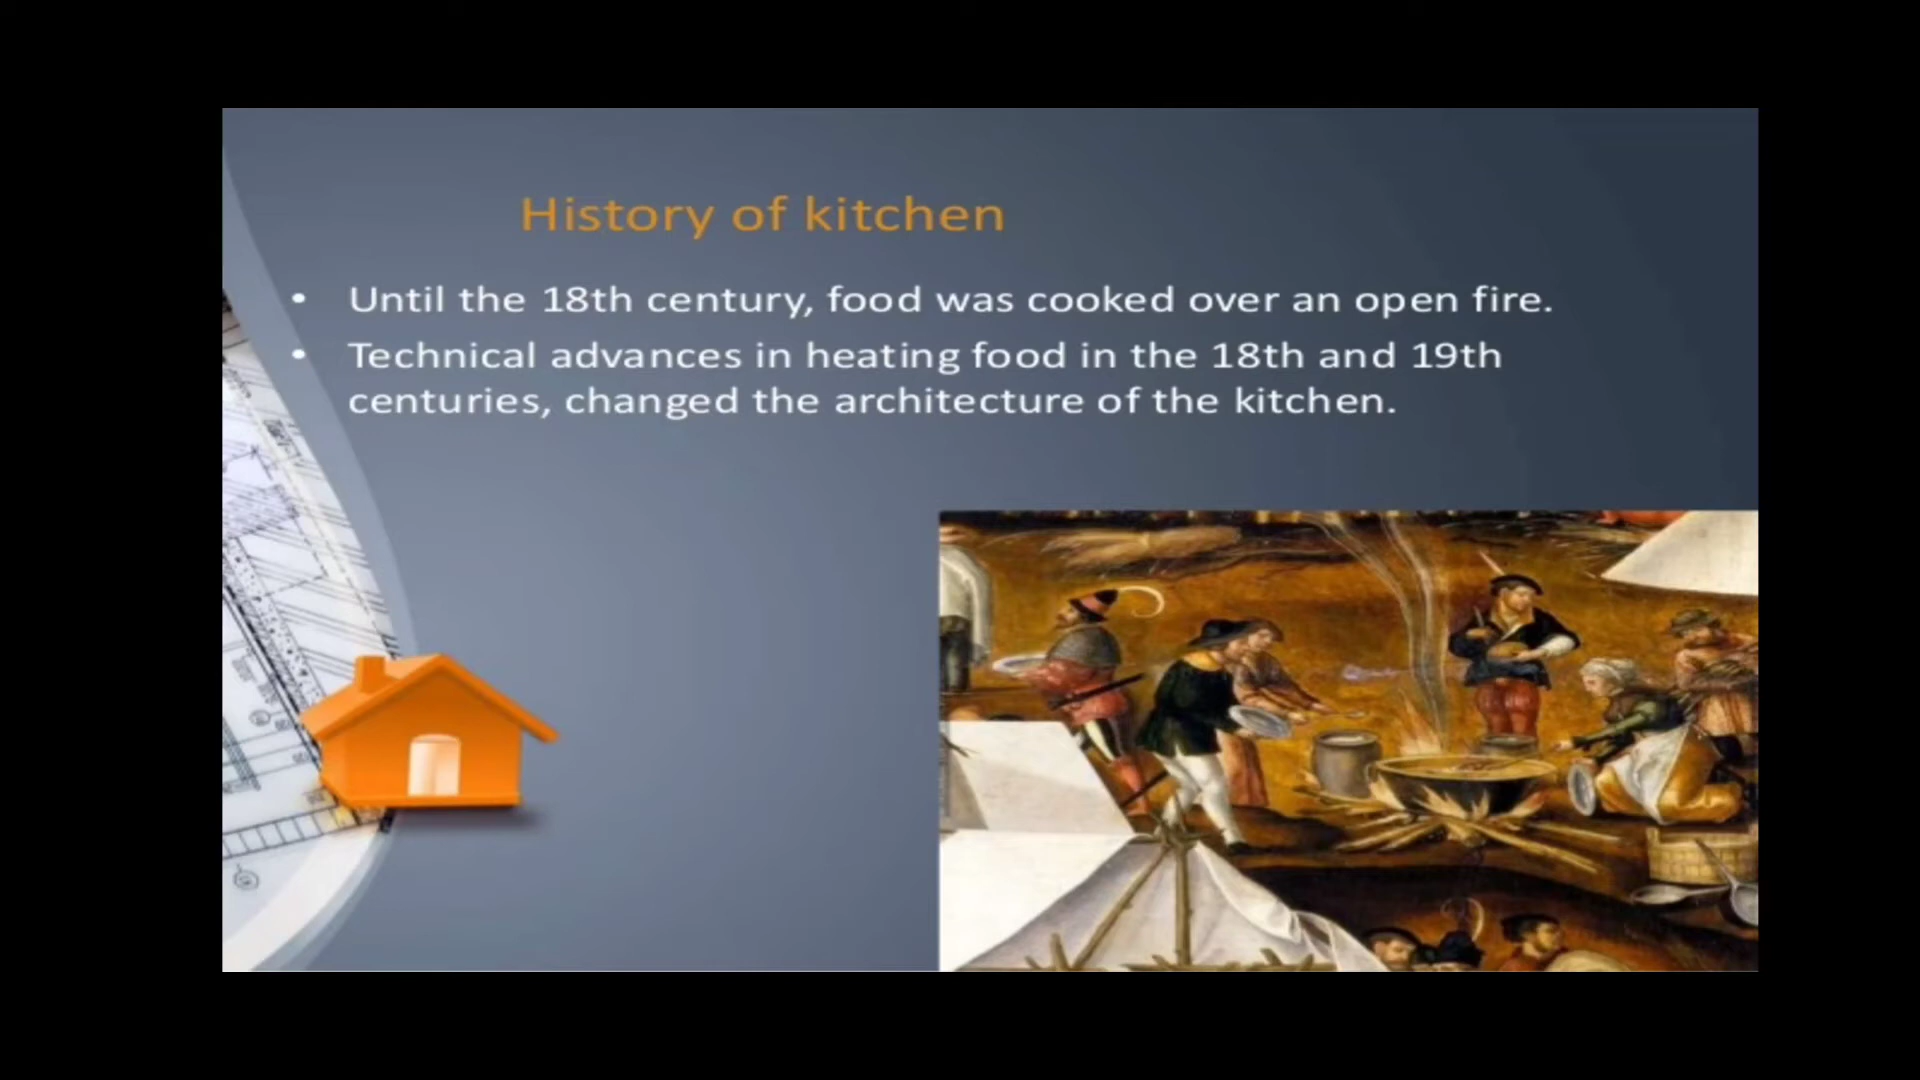 History of kitchen
• Until the 18th century, food was cooked over an open fire.
• Technical advances in heating food in the 18th and 19th
centuries, changed the architecture of the kitchen.